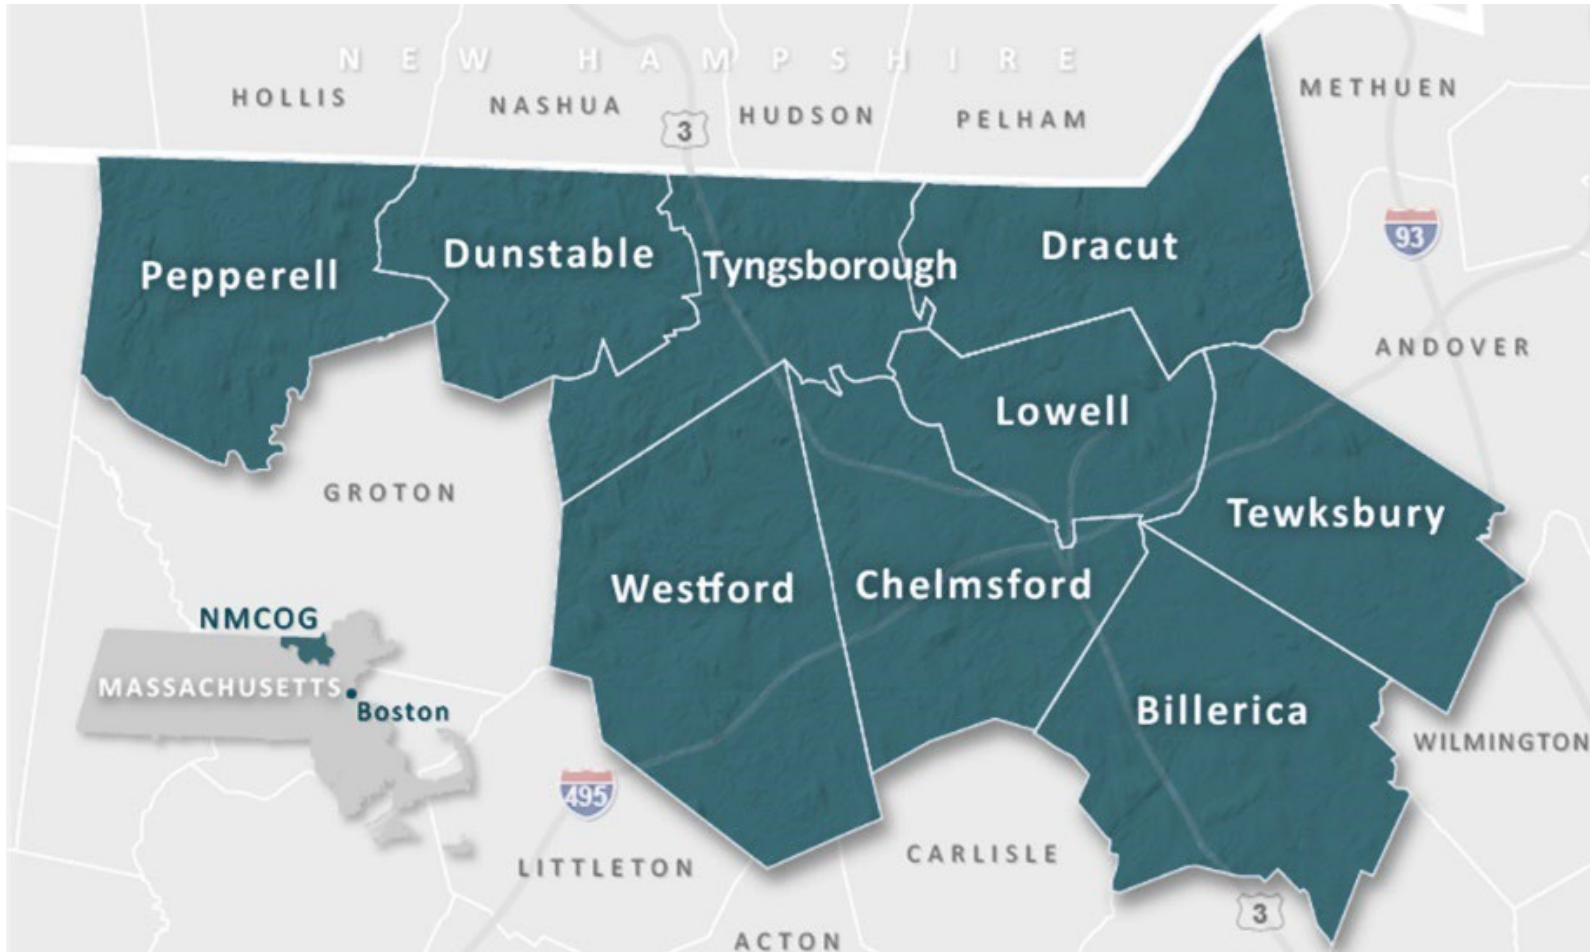 NEW HAMPSHIRE
HOLLIS
NASHUA
3
HUDSON
PELHAM
METHUEN
93
Pepperell
Dunstable
Tyngsborough
Dracut
ANDOVER
Lowell
GROTON
Tewksbury
Westford
Chelmsford
NMCOG
MASSACHUSETTS
Boston
Billerica
WILMINGTON
495
LITTLETON
CARLISLE
3
ACTON